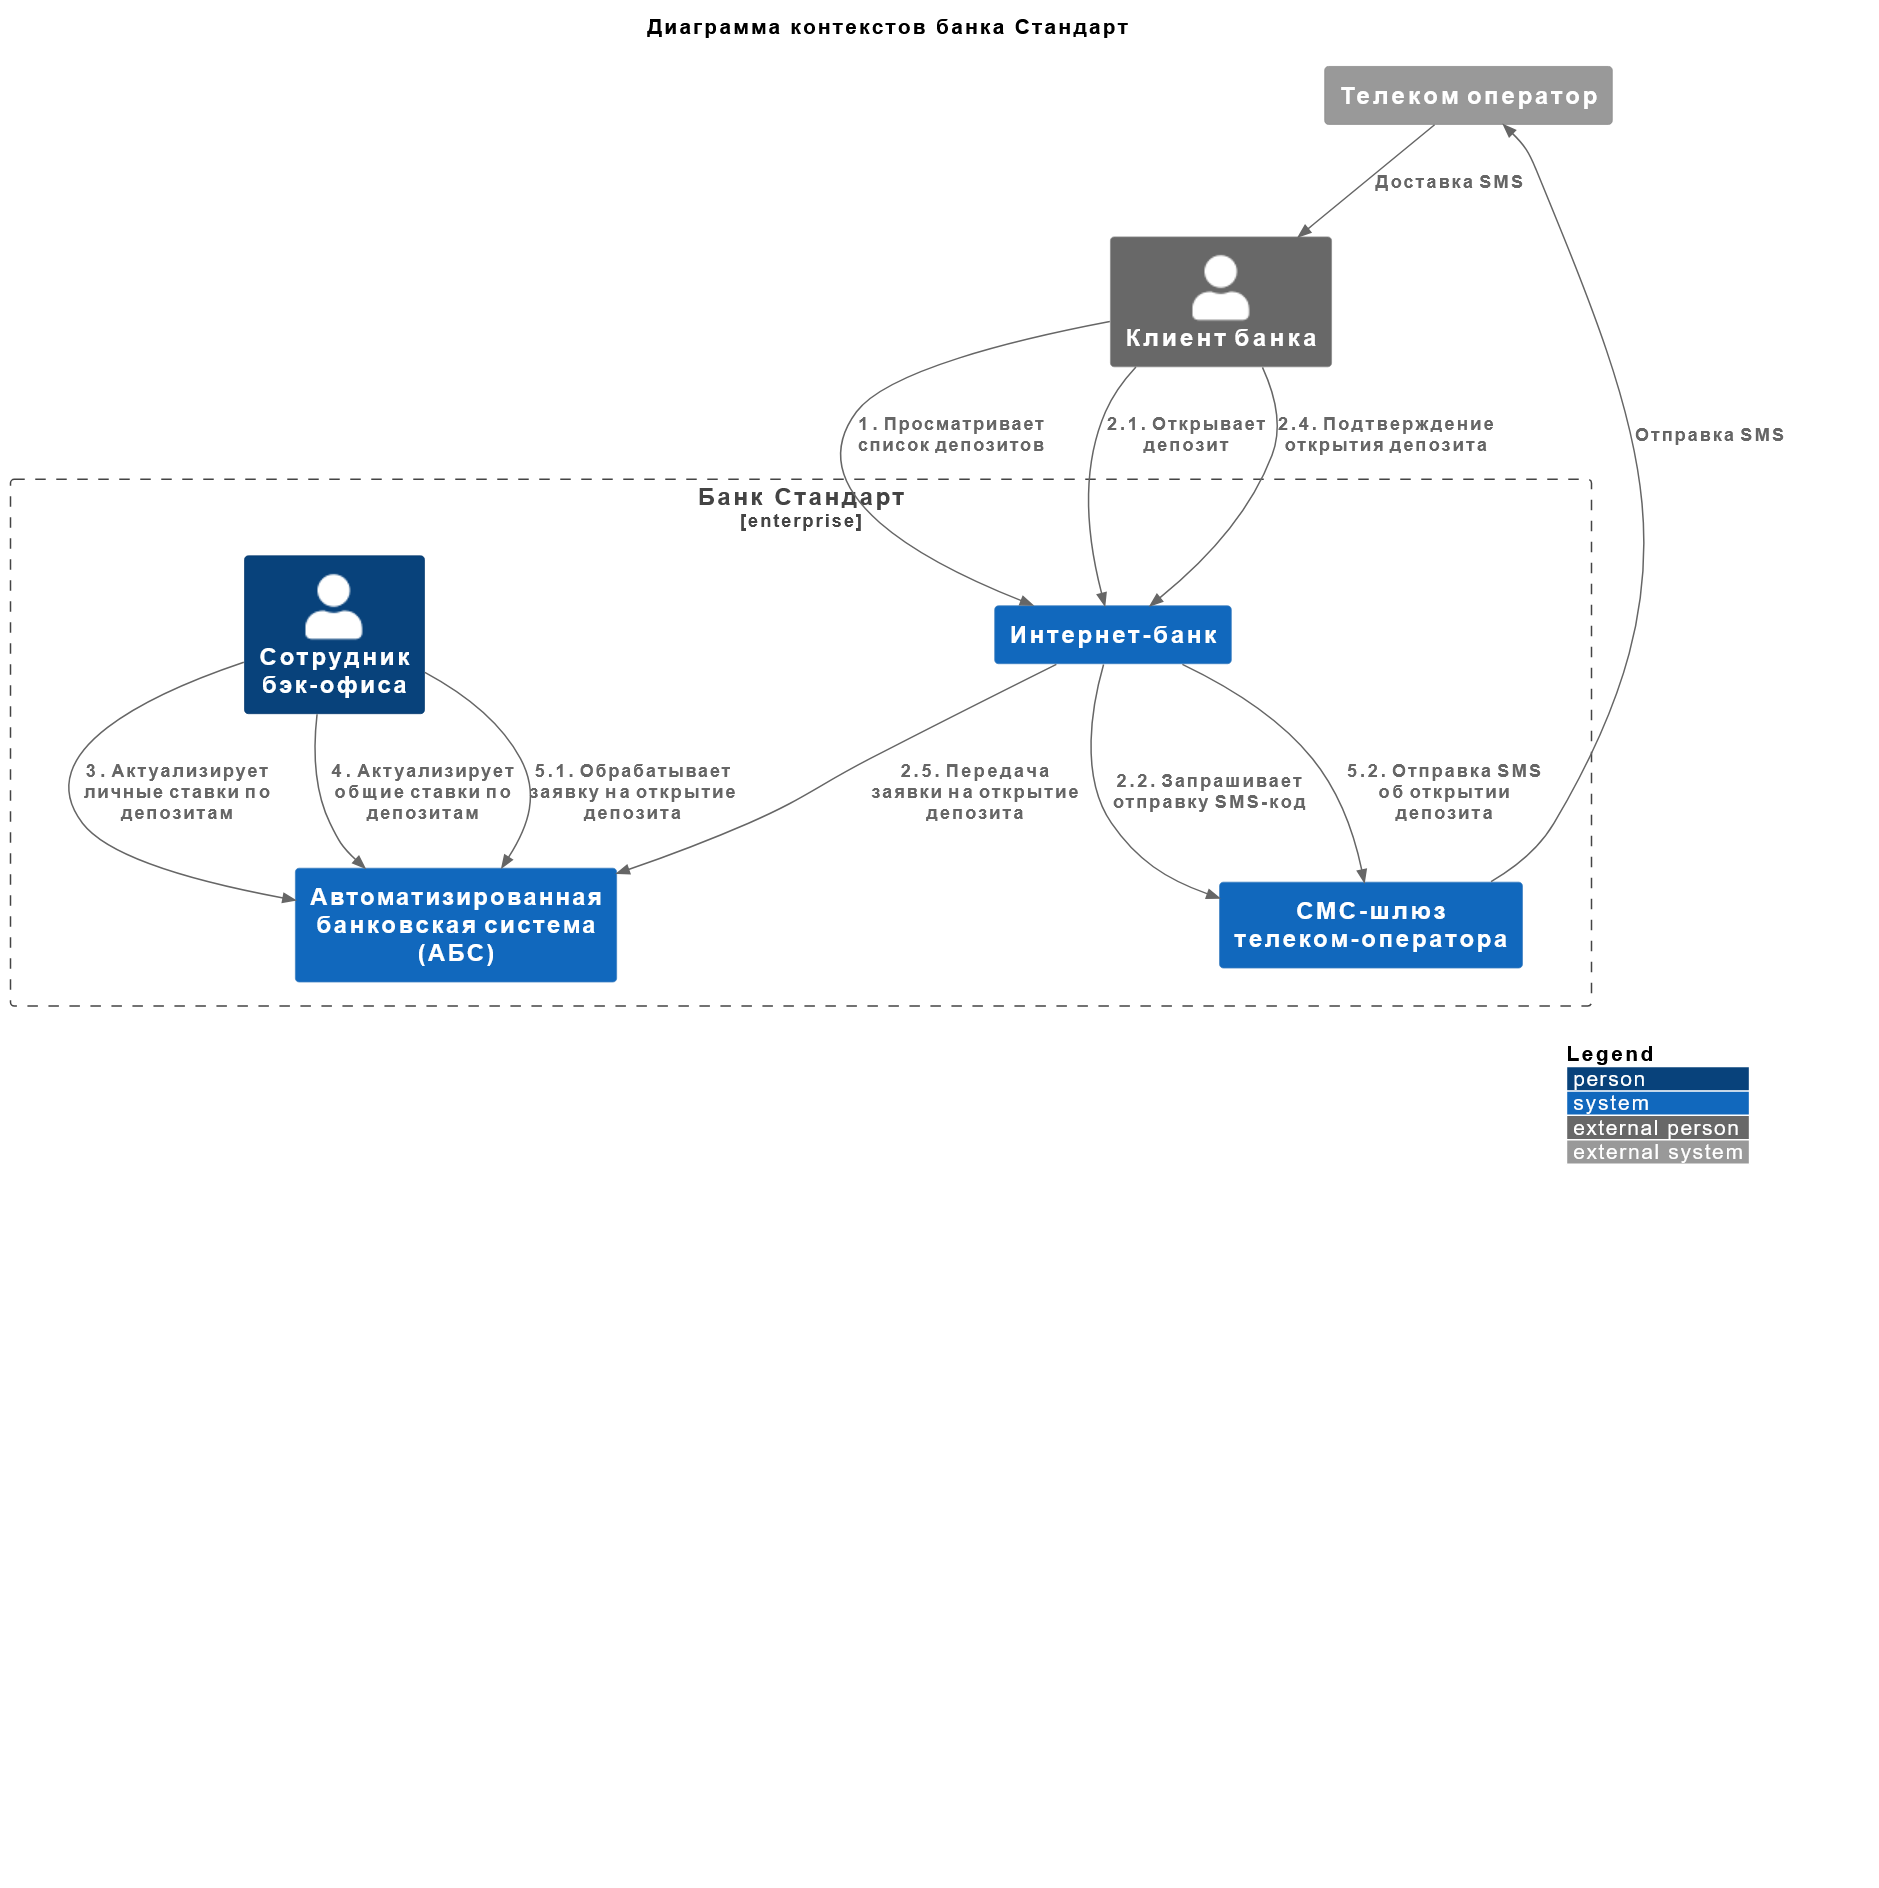 Диаграмма контекстов банка Стандарт
Телеком оператор
Доставка SMS
Клиент банка
1. Просматривает
список депозитов
2.1. Открывает
депозит
2.4. Подтверждение
открытия депозита
Отправка SMS
Банк Стандарт
[enterprise]
Сотрудник
бэк-офиса
Интернет-банк
3. Актуализирует
личные ставки по
депозитам
4. Актуализирует
общие ставки по
депозитам
5.1. Обрабатывает
заявку на открытие
депозита
2.5. Передача
заявки на открытие
депозита
2.2. Запрашивает
отправку SMS-код
5.2. Отправка SMS
об открытии
депозита
Автоматизированная
банковская система
(АБС)
СМС-шлюз
телеком-оператора
Legend
person
system
external person
external system